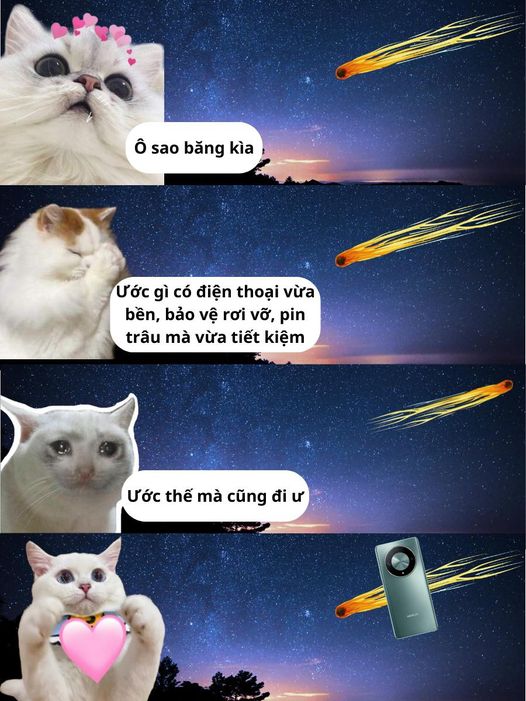 Ô sao băng kìa
Ước gì có điện thoại vừa
bền, bảo vệ rơi vỡ, pin
trâu mà vừa tiết kiệm
Ước thế mà cũng đi ư